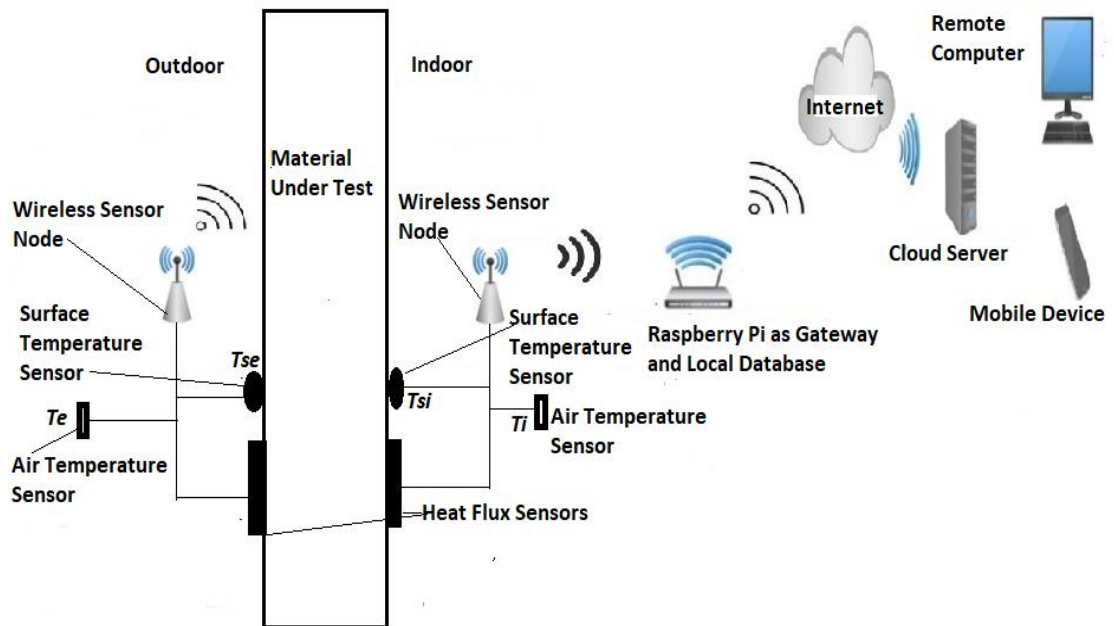 Outdoor
Indoor
Remote
Computer
Internet
Material
Under Test
Wireless Sensor
Node
Wireless Sensor
Node
Cloud Server
Mobile Device
Surface
Temperature
Sensor
Tse
Surface
Temperature
Sensor
Tsi
Raspberry Pi as Gateway
and Local Database
Te
Ti
Air Temperature
Sensor
Air Temperature
Sensor
Heat Flux Sensors